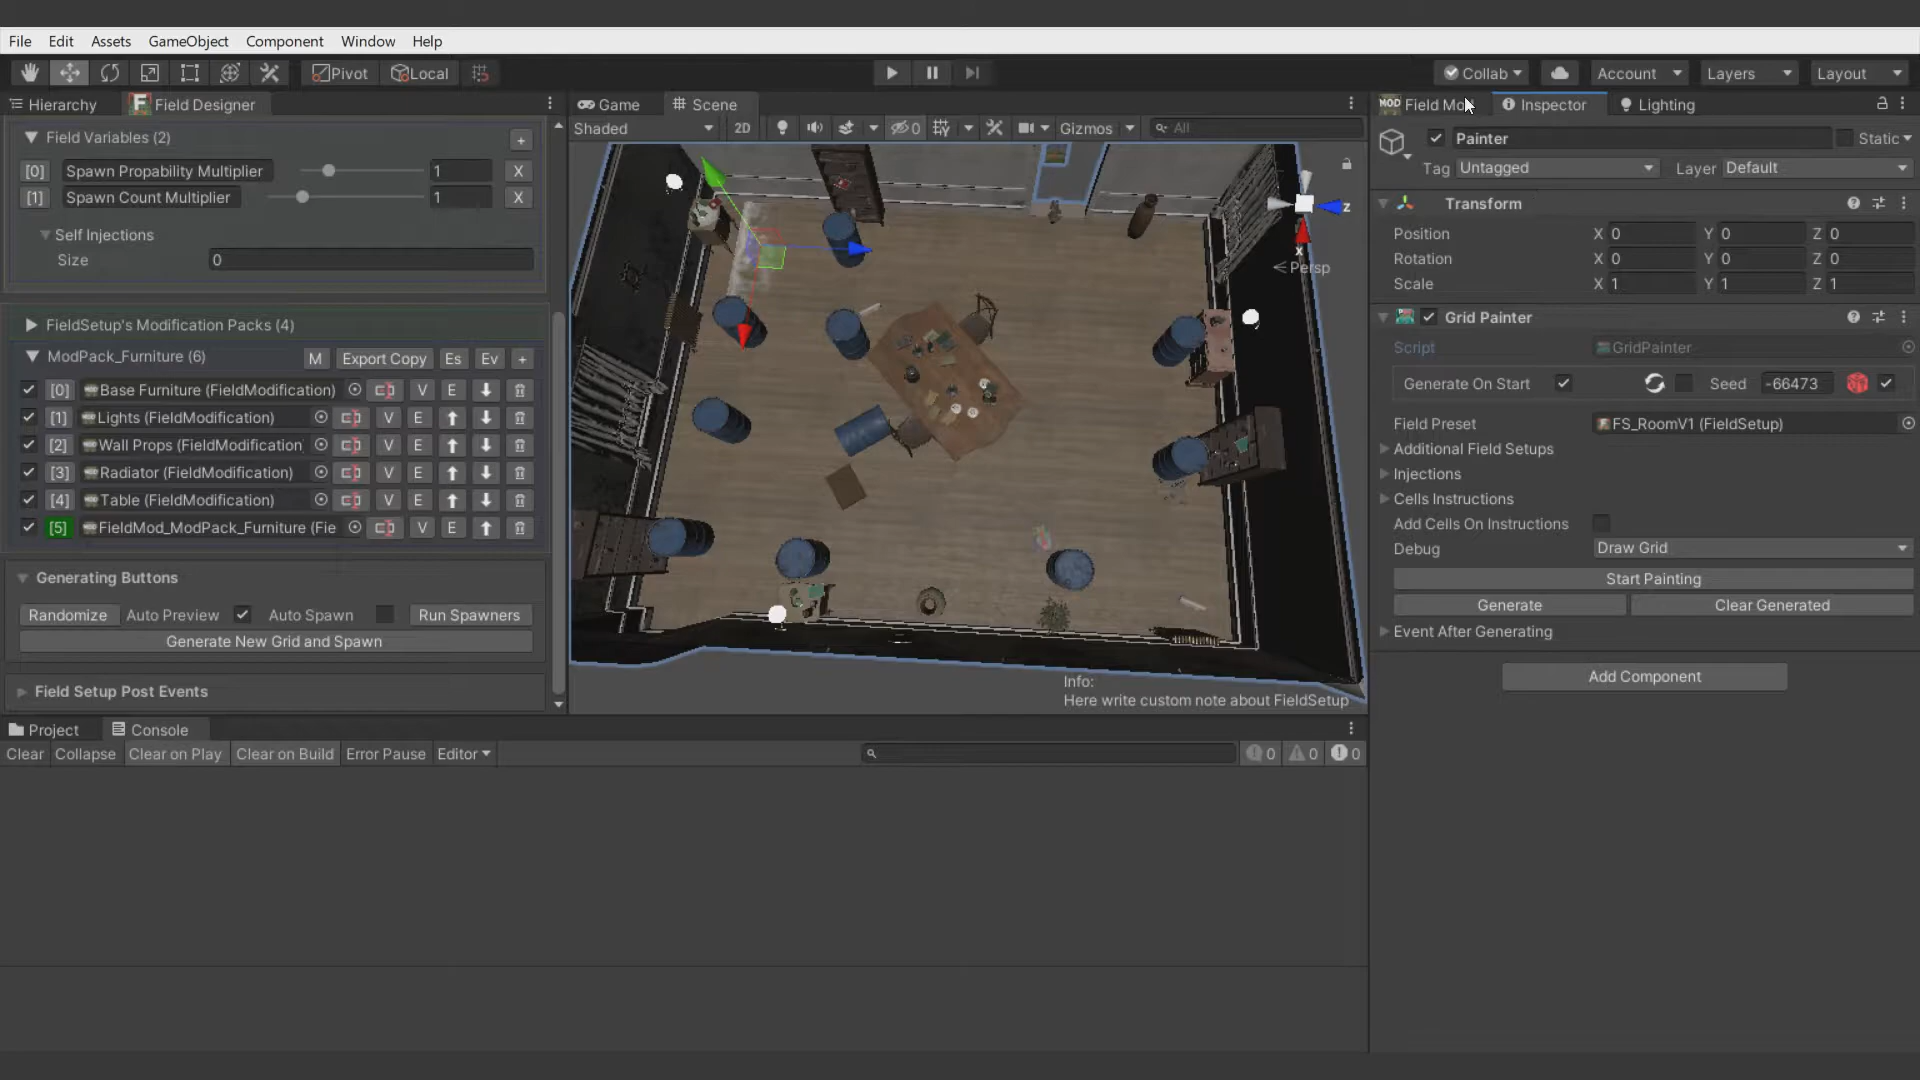 File Edit Assets GameObject Component Window Help
Pivot Local Collab Account Layers Layout
Hierarchy F Field Designer
Field Variables (2) +
[0] Spawn Propability Multiplier 1 X
[1] Spawn Count Multiplier 1 X
Self Injections
Size 0
FieldSetup's Modification Packs (4)
ModPack_Furniture (6) M Export Copy Es Ev +
[0] Base Furniture (FieldModification) V E
[1] Lights (FieldModification) V E
[2] Wall Props (FieldModification V E
[3] Radiator (FieldModification) V E
[4] Table (FieldModification) V E
[5] FieldMod_ModPack_Furniture (Fie V E
Generating Buttons
Randomize Auto Preview Auto Spawn Run Spawners
Generate New Grid and Spawn
Field Setup Post Events
Game Scene
Shaded 2D 0 Gizmos All
z
x
Persp
Info:
Here write custom note about FieldSetup
MOD Field Mo Inspector Lighting
Painter Static
Tag Untagged Layer Default
Transform
Position X 0 Y 0 Z 0
Rotation X 0 Y 0 Z 0
Scale X 1 Y 1 Z 1
Grid Painter
Script GridPainter
Generate On Start Seed -66473
Field Preset FS_RoomV1 (FieldSetup)
Additional Field Setups
Injections
Cells Instructions
Add Cells On Instructions
Debug Draw Grid
Start Painting
Generate Clear Generated
Event After Generating
Add Component
Project Console
Clear Collapse Clear on Play Clear on Build Error Pause Editor 0 0 0